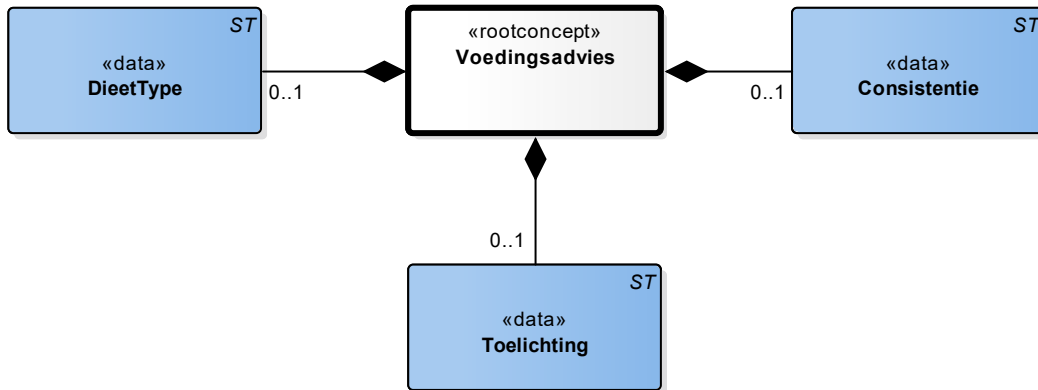 ST
«data»
DieetType
0..1
«rootconcept»
Voedingsadvies
ST
«data»
Consistentie
0..1
0..1
ST
«data»
Toelichting